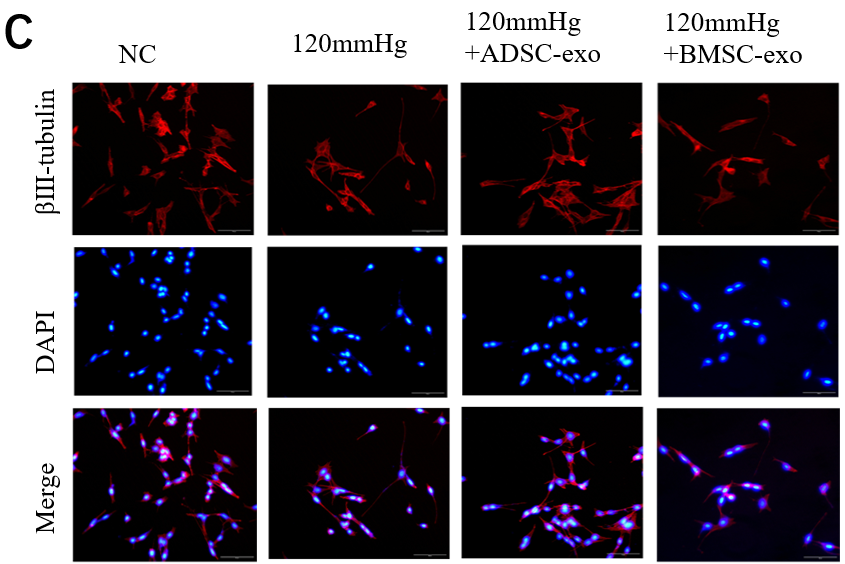 C
NC
120mmHg
120mmHg
+ADSC-exo
120mmHg
+BMSC-exo
βIII-tubulin
DAPI
Merge